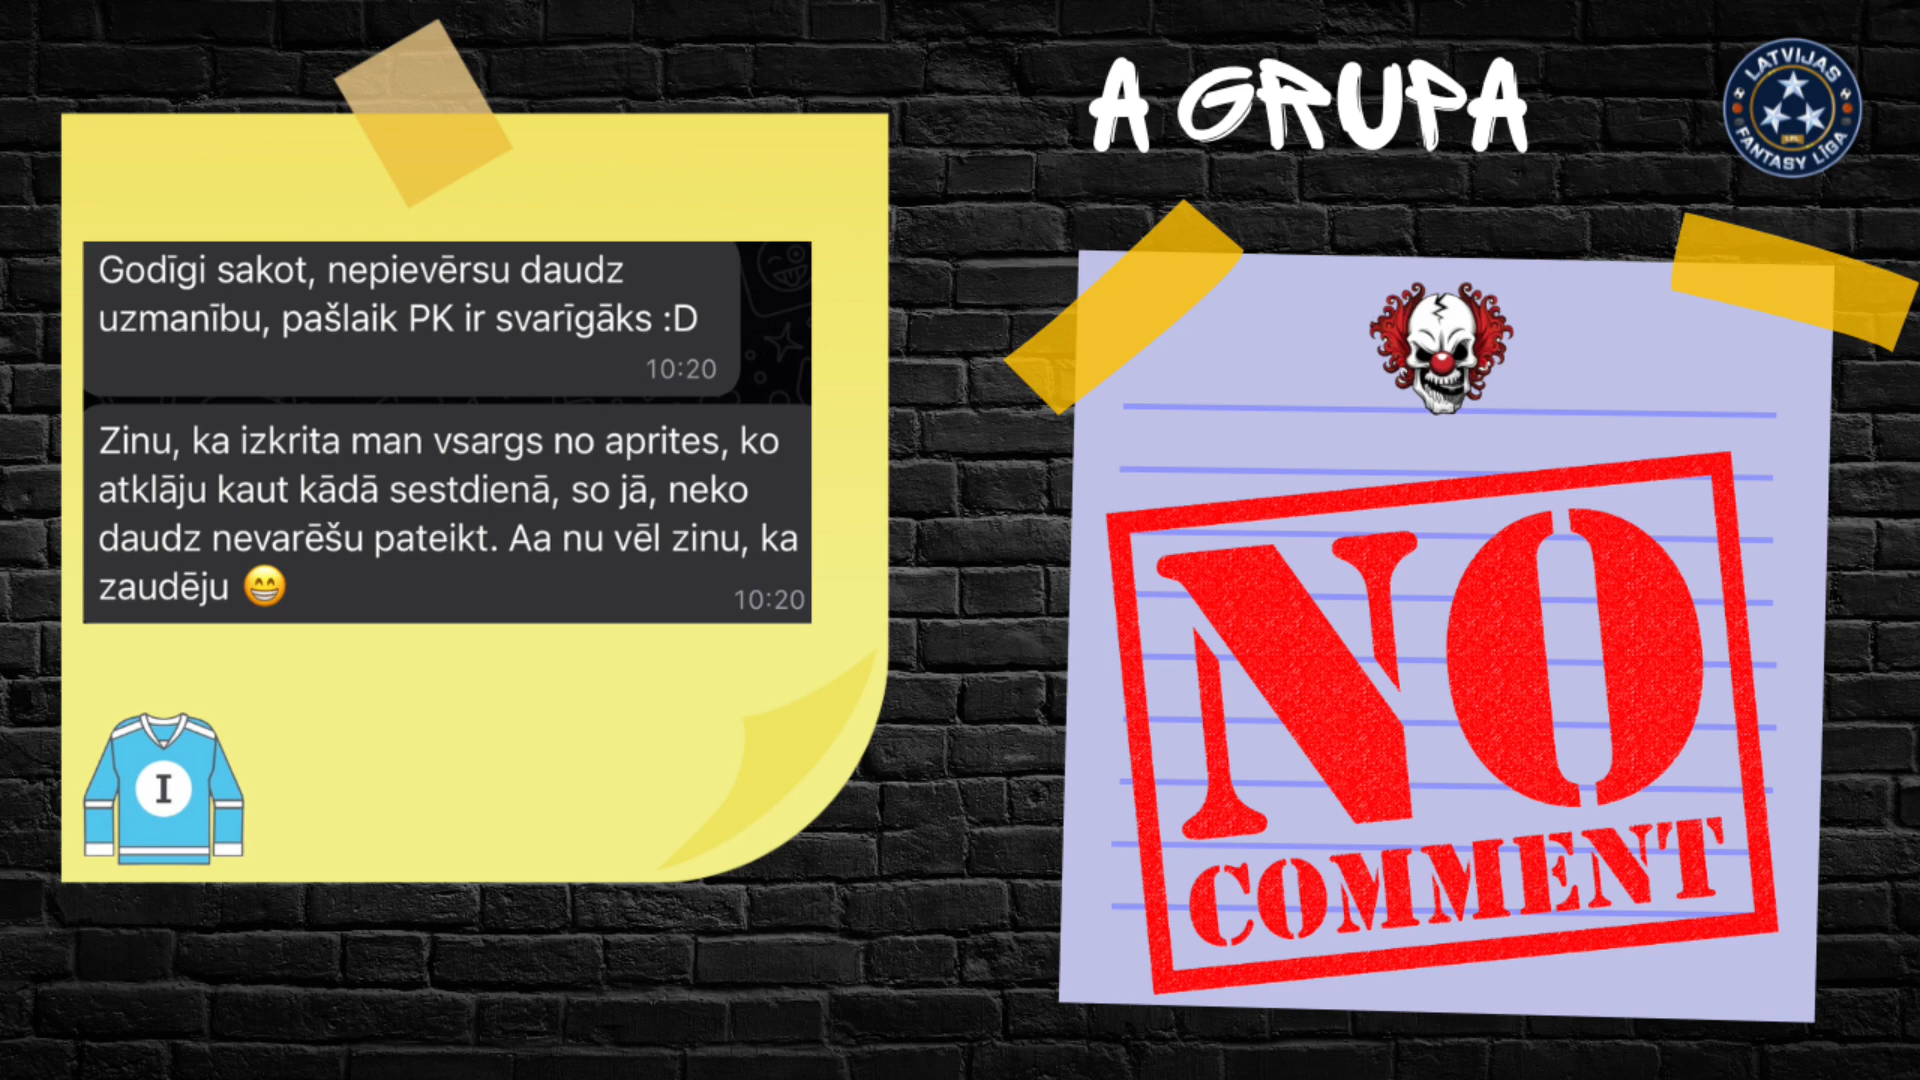 A GRUPA
LATVIJAS
FANTASY LĪGA
Godīgi sakot, nepievērsu daudz
uzmanību, pašlaik PK ir svarīgāks :D
10:20
Zinu, ka izkrita man vsargs no aprites, ko
atklāju kaut kādā sestdienā, so jā, neko
daudz nevarēšu pateikt. Aa nu vēl zinu, ka
zaudēju 😁
10:20
I
NO
COMMENT